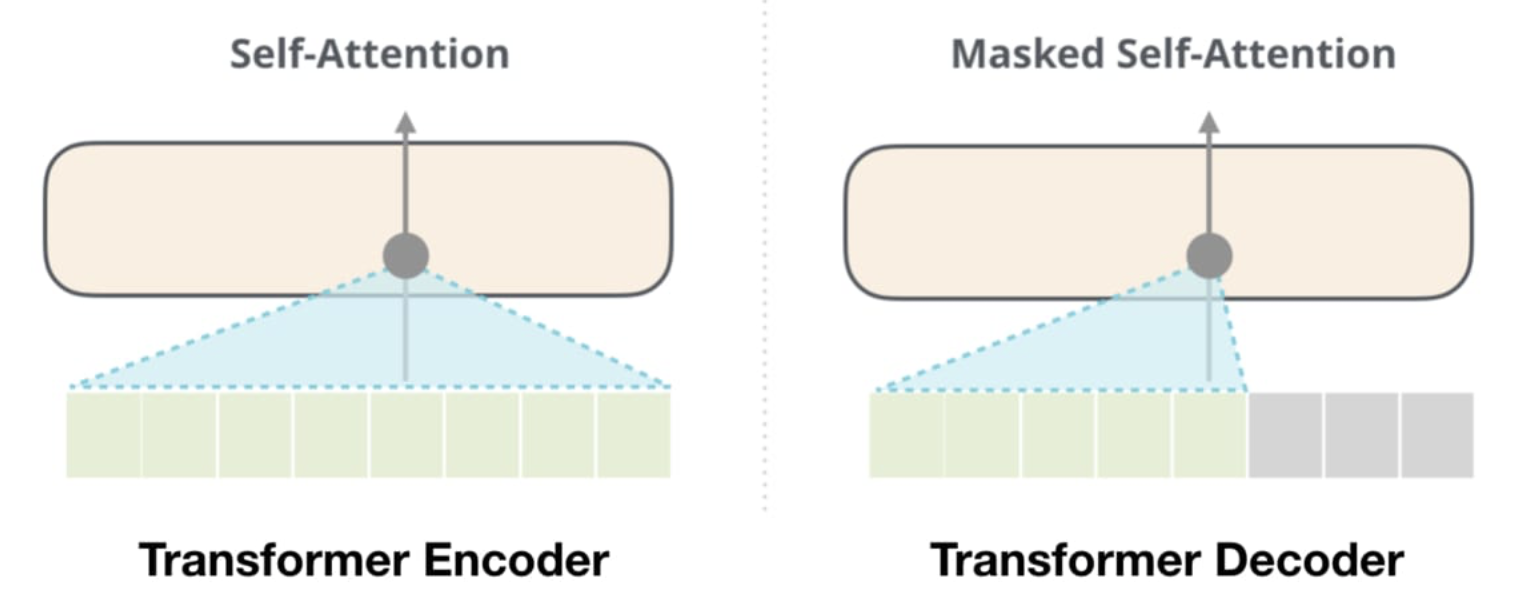 Self-Attention
Masked Self-Attention
Transformer Encoder
Transformer Decoder